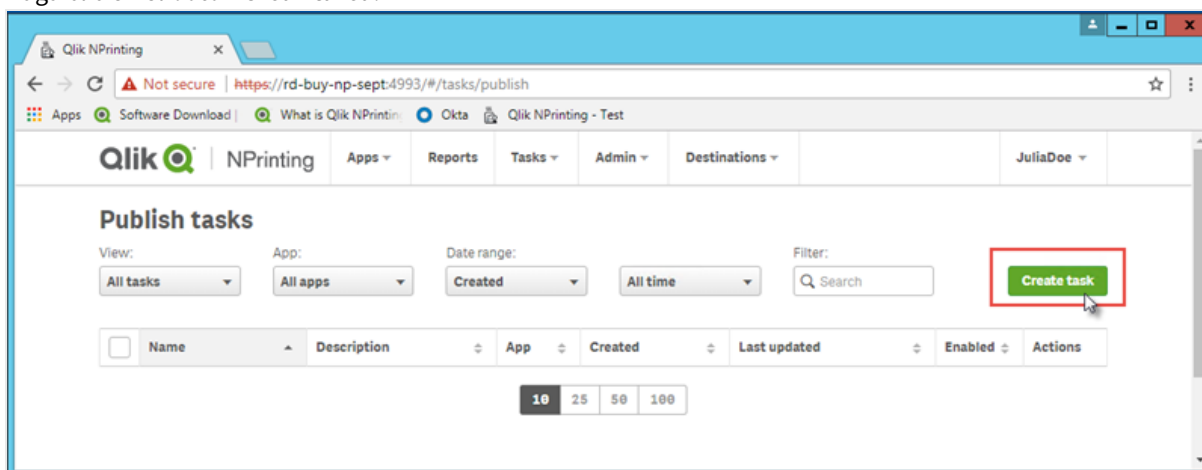 Qlik NPrinting
Not secure | https://rd-buy-np-sept:4993/#/tasks/publish
Apps Software Download | What is Qlik NPrinting Okta Qlik NPrinting - Test
Qlik NPrinting Apps Reports Tasks Admin Destinations JuliaDoe
Publish tasks
View: App: Date range: Filter:
All tasks All apps Created All time Search Create task
Name Description App Created Last updated Enabled Actions
10 25 50 100